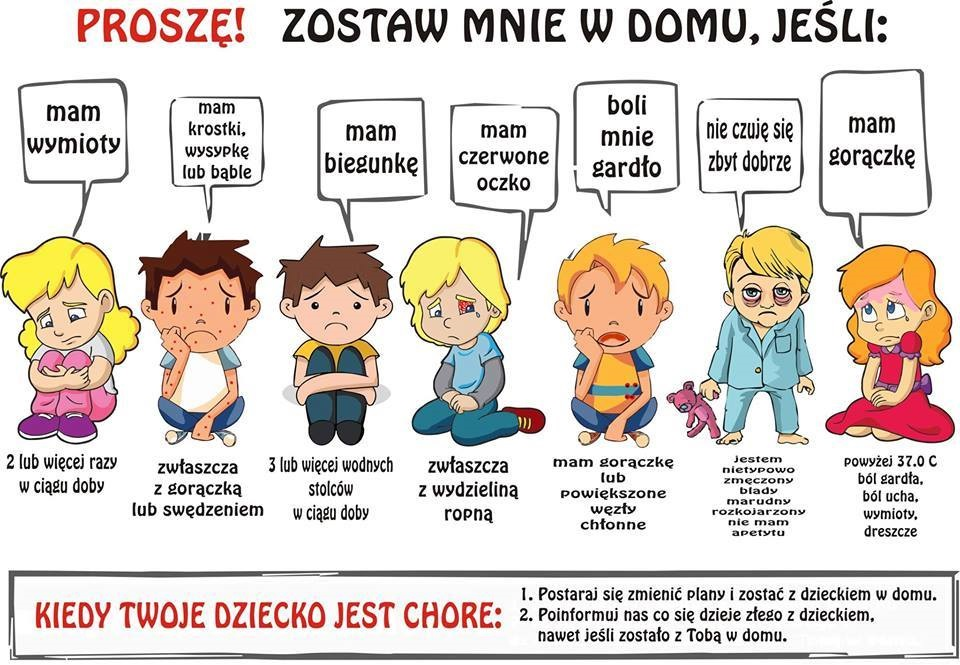 PROSZĘ! ZOSTAW MNIE W DOMU, JEŚLI:
mam
wymioty
mam
krostki,
wysypkę
lub bąble
mam
biegunkę
mam
czerwone
oczko
boli
mnie
gardło
nie czuję się
zbyt dobrze
mam
gorączkę
2 lub więcej razy
w ciągu doby
zwłaszcza
z gorączką
lub swędzeniem
3 lub więcej wodnych
stolców
w ciągu doby
zwłaszcza
z wydzieliną
ropną
mam gorączkę
lub
powiększone
węzły
chłonne
jestem
nietypowo
zmęczony
blady
marudny
rozkojarzony
nie mam
apetytu
powyżej 37.0 C
ból gardła,
ból ucha,
wymioty,
dreszcze
KIEDY TWOJE DZIECKO JEST CHORE:
1. Postaraj się zmienić plany i zostać z dzieckiem w domu.
2. Poinformuj nas co się dzieje złego z dzieckiem,
nawet jeśli zostało z Tobą w domu.